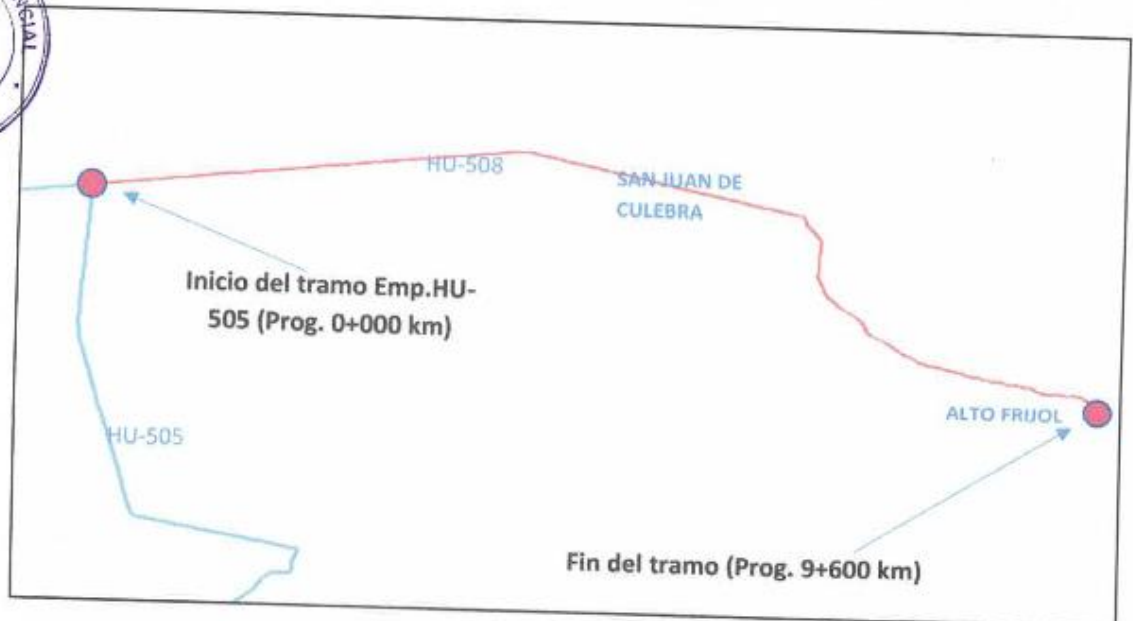 CIAL
HU-508
SAN JUAN DE
CULEBRA
Inicio del tramo Emp.HU-
505 (Prog. 0+000 km)
HU-505
ALTO FRIJOL
Fin del tramo (Prog. 9+600 km)